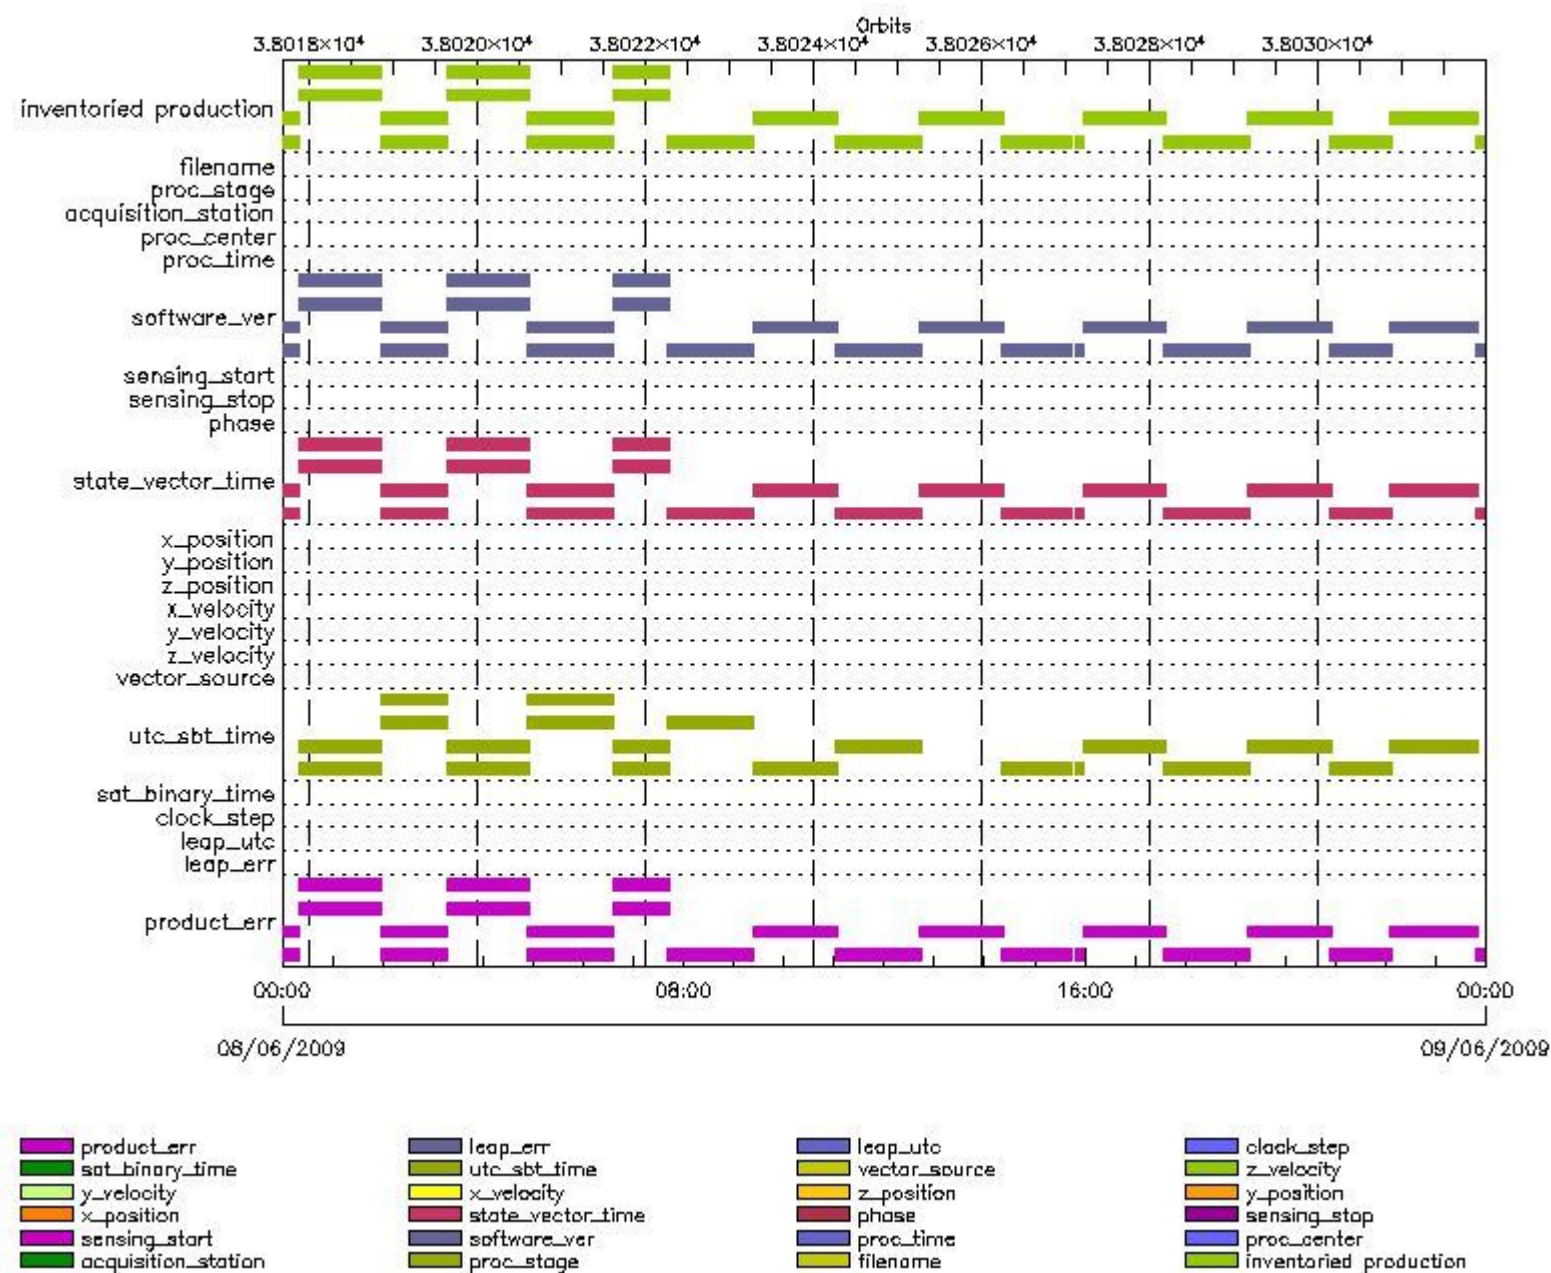 Orbits
3.8018×10⁴ 3.8020×10⁴ 3.8022×10⁴ 3.8024×10⁴ 3.8026×10⁴ 3.8028×10⁴ 3.8030×10⁴
inventoried production
filename
proc_stage
acquisition_station
proc_center
proc_time
software_ver
sensing_start
sensing_stop
phase
state_vector_time
x_position
y_position
z_position
x_velocity
y_velocity
z_velocity
vector_source
utc_sbt_time
sat_binary_time
clock_step
leap_utc
leap_err
product_err
00:00 08:00 16:00 00:00
08/06/2009 09/06/2009
product_err leap_err leap_utc clock_step
sat_binary_time utc_sbt_time vector_source z_velocity
y_velocity x_velocity z_position y_position
x_position state_vector_time phase sensing_stop
sensing_start software_ver proc_time proc_center
acquisition_station proc_stage filename inventoried production